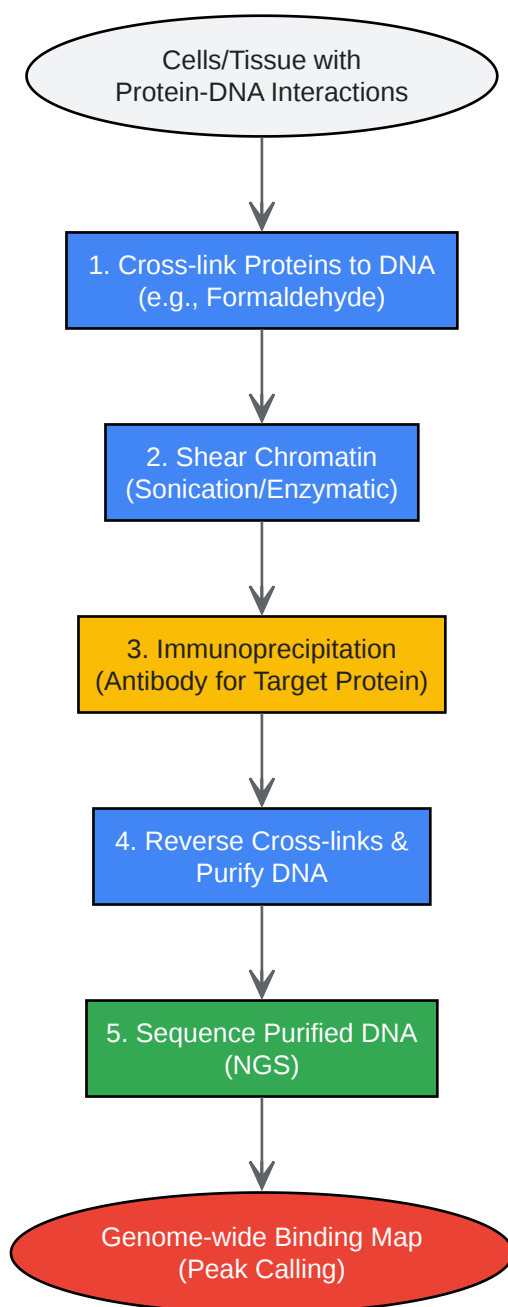 Cells/Tissue with
Protein-DNA Interactions
1. Cross-link Proteins to DNA
(e.g., Formaldehyde)
2. Shear Chromatin
(Sonication/Enzymatic)
3. Immunoprecipitation
(Antibody for Target Protein)
4. Reverse Cross-links &
Purify DNA
5. Sequence Purified DNA
(NGS)
Genome-wide Binding Map
(Peak Calling)